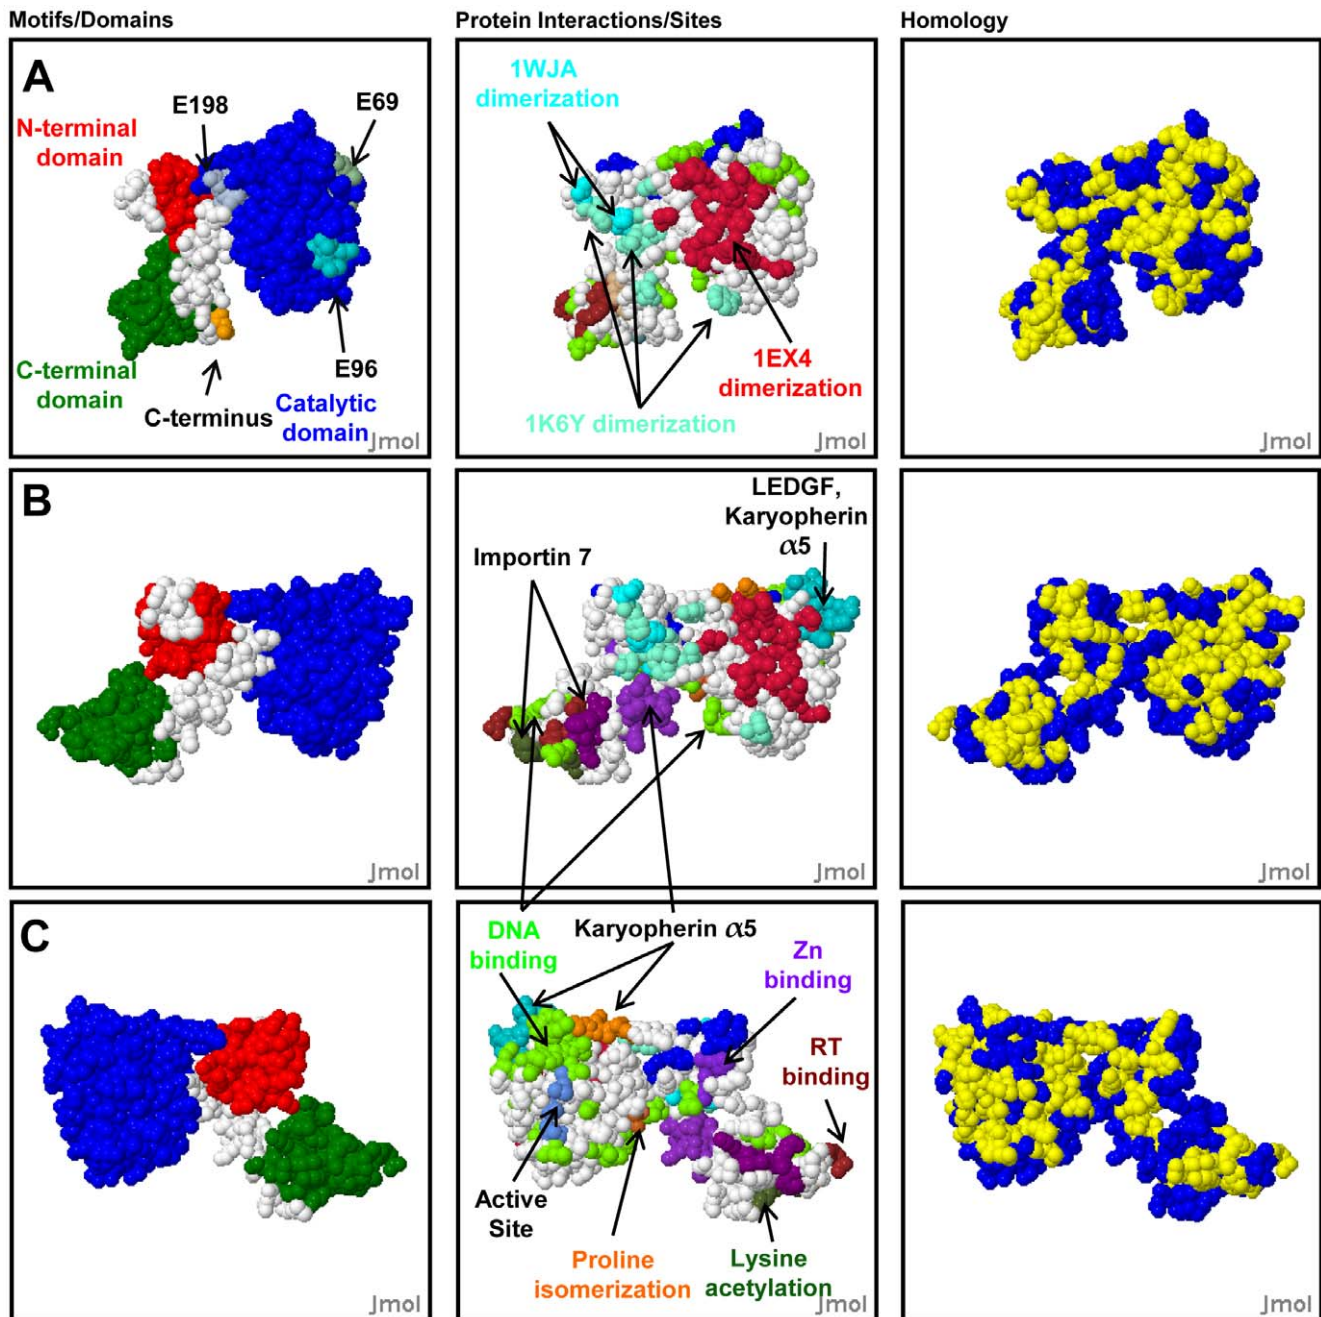 Motifs/Domains
Protein Interactions/Sites
Homology
A
E198
E69
N-terminal
domain
C-terminal
domain
C-terminus
E96
Catalytic
domain
Jmol
1WJA
dimerization
1EX4
dimerization
1K6Y dimerization
B
Jmol
LEDGF,
Karyopherin
α5
Importin 7
Jmol
Jmol
C
Jmol
DNA
binding
Karyopherin α5
Zn
binding
RT
binding
Active
Site
Proline
isomerization
Lysine
acetylation
Jmol
Jmol